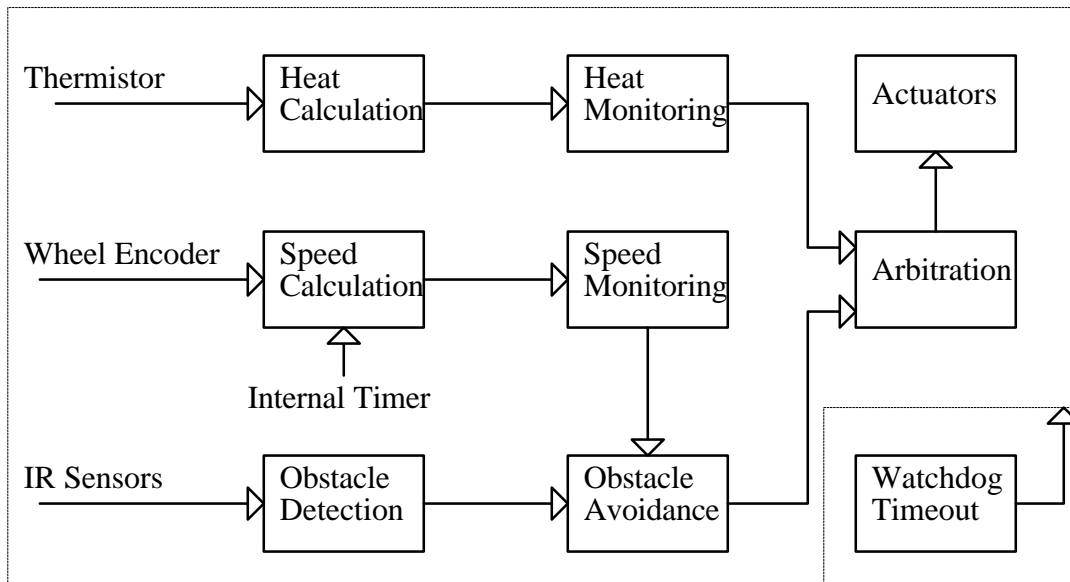 Thermistor
Heat
Calculation
Heat
Monitoring
Actuators
Wheel Encoder
Speed
Calculation
Speed
Monitoring
Arbitration
Internal Timer
IR Sensors
Obstacle
Detection
Obstacle
Avoidance
Watchdog
Timeout